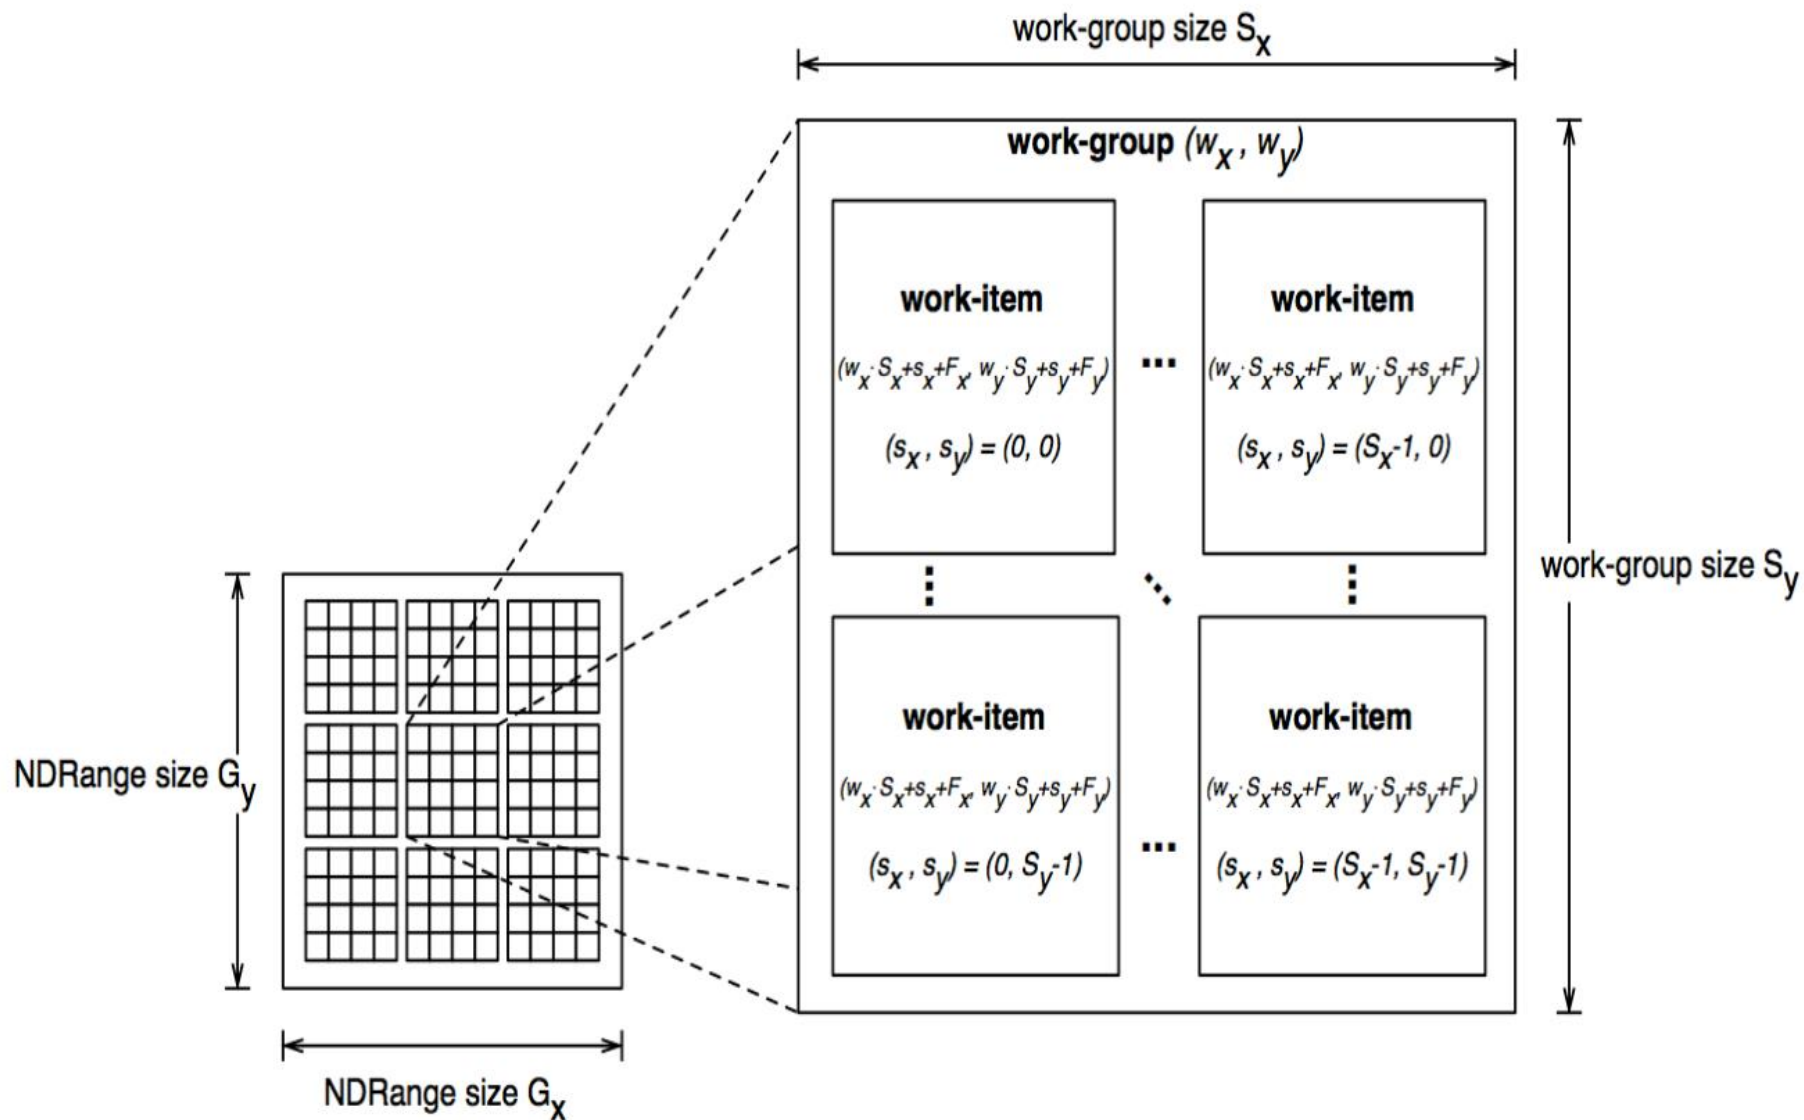 work-group size Sx
work-group (wx, wy)
work-item
(wx·Sx+sx+Fx, wy·Sy+sy+Fy)
(sx, sy) = (0, 0)
...
work-item
(wx·Sx+sx+Fx, wy·Sy+sy+Fy)
(sx, sy) = (Sx-1, 0)
work-group size Sy
work-item
(wx·Sx+sx+Fx, wy·Sy+sy+Fy)
(sx, sy) = (0, Sy-1)
...
work-item
(wx·Sx+sx+Fx, wy·Sy+sy+Fy)
(sx, sy) = (Sx-1, Sy-1)
NDRange size Gy
NDRange size Gx